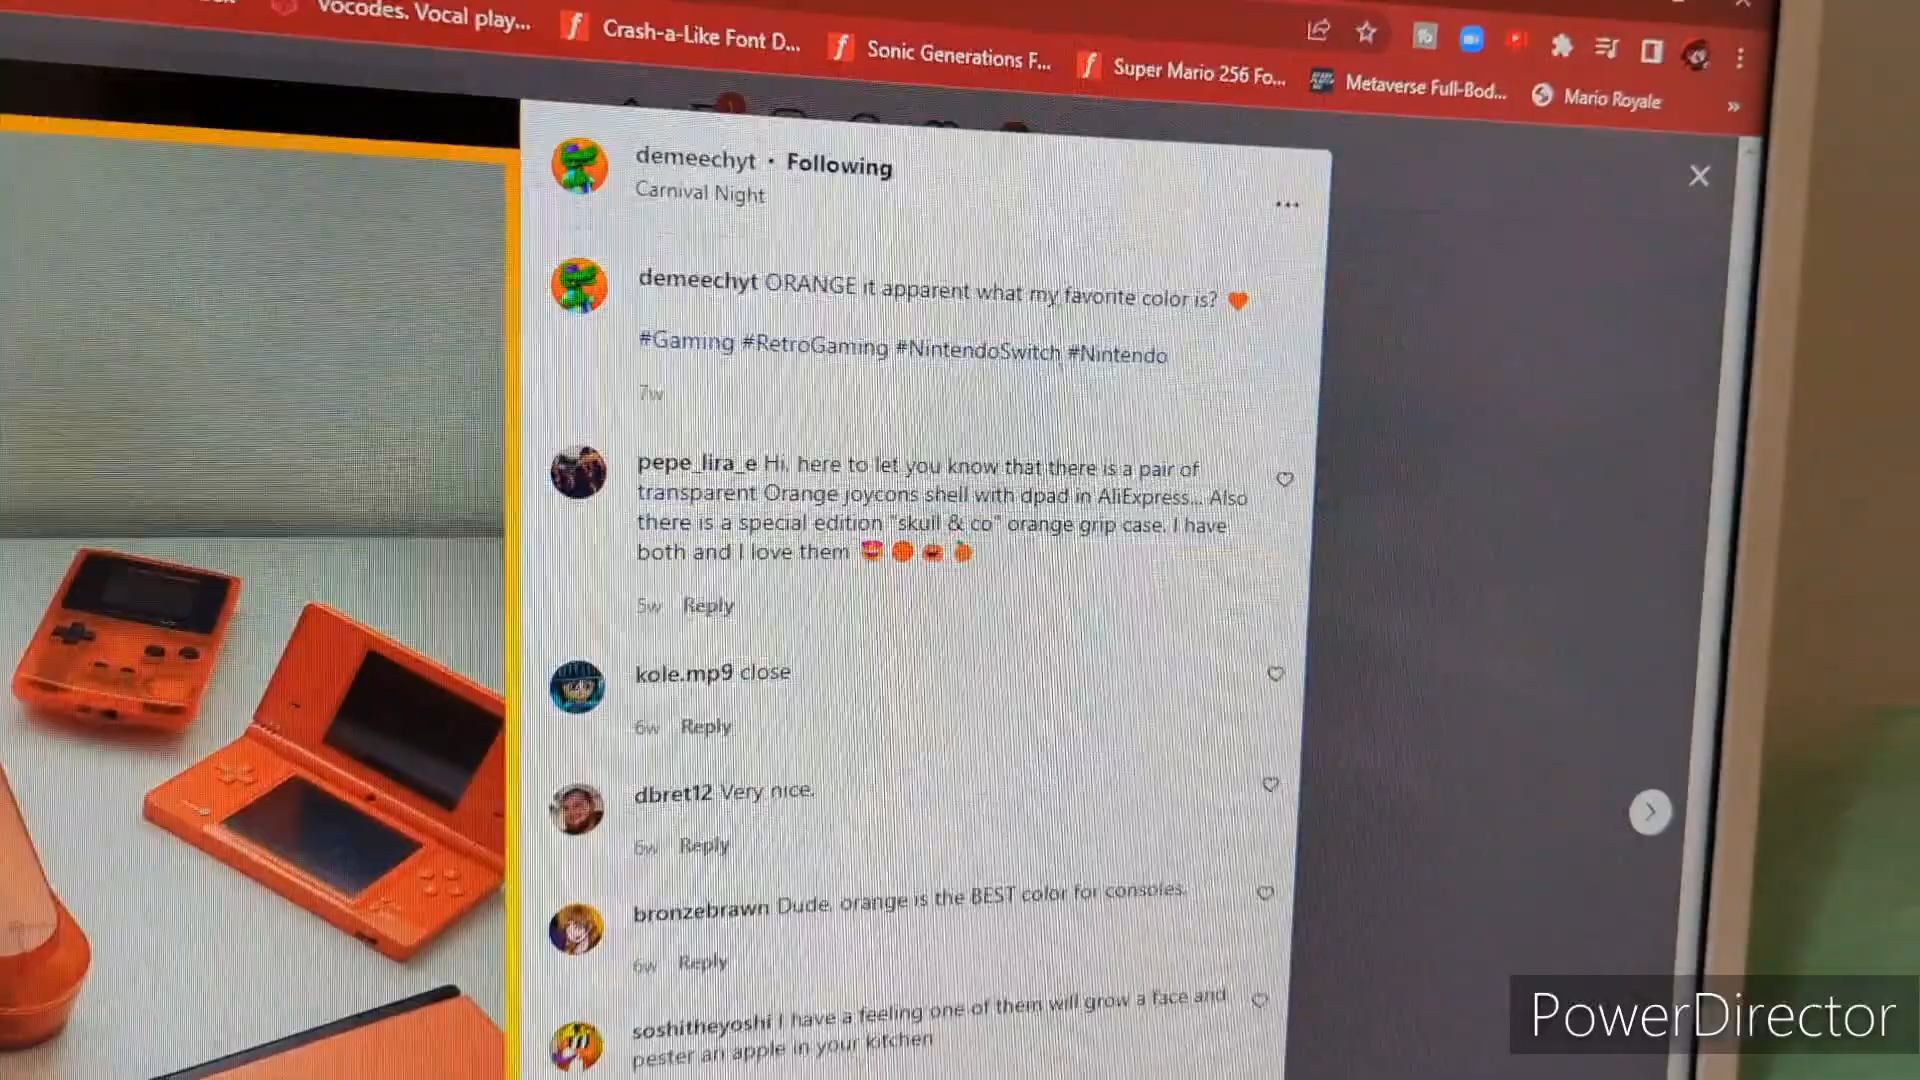 Vocodes. Vocal play...
Crash-a-Like Font D...
Sonic Generations F...
Super Mario 256 Fo...
Metaverse Full-Bod...
Mario Royale
»
demeechyt • Following
Carnival Night
demeechyt ORANGE it apparent what my favorite color is? 🧡
#Gaming #RetroGaming #NintendoSwitch #Nintendo
7w
pepe_lira_e Hi, here to let you know that there is a pair of
transparent Orange joycons shell with dpad in AliExpress... Also
there is a special edition "skull & co" orange grip case. I have
both and I love them
5w Reply
kole.mp9 close
6w Reply
dbret12 Very nice.
6w Reply
bronzebrawn Dude, orange is the BEST color for consoles.
6w Reply
soshitheyoshi I have a feeling one of them will grow a face and
pester an apple in your kitchen
PowerDirector